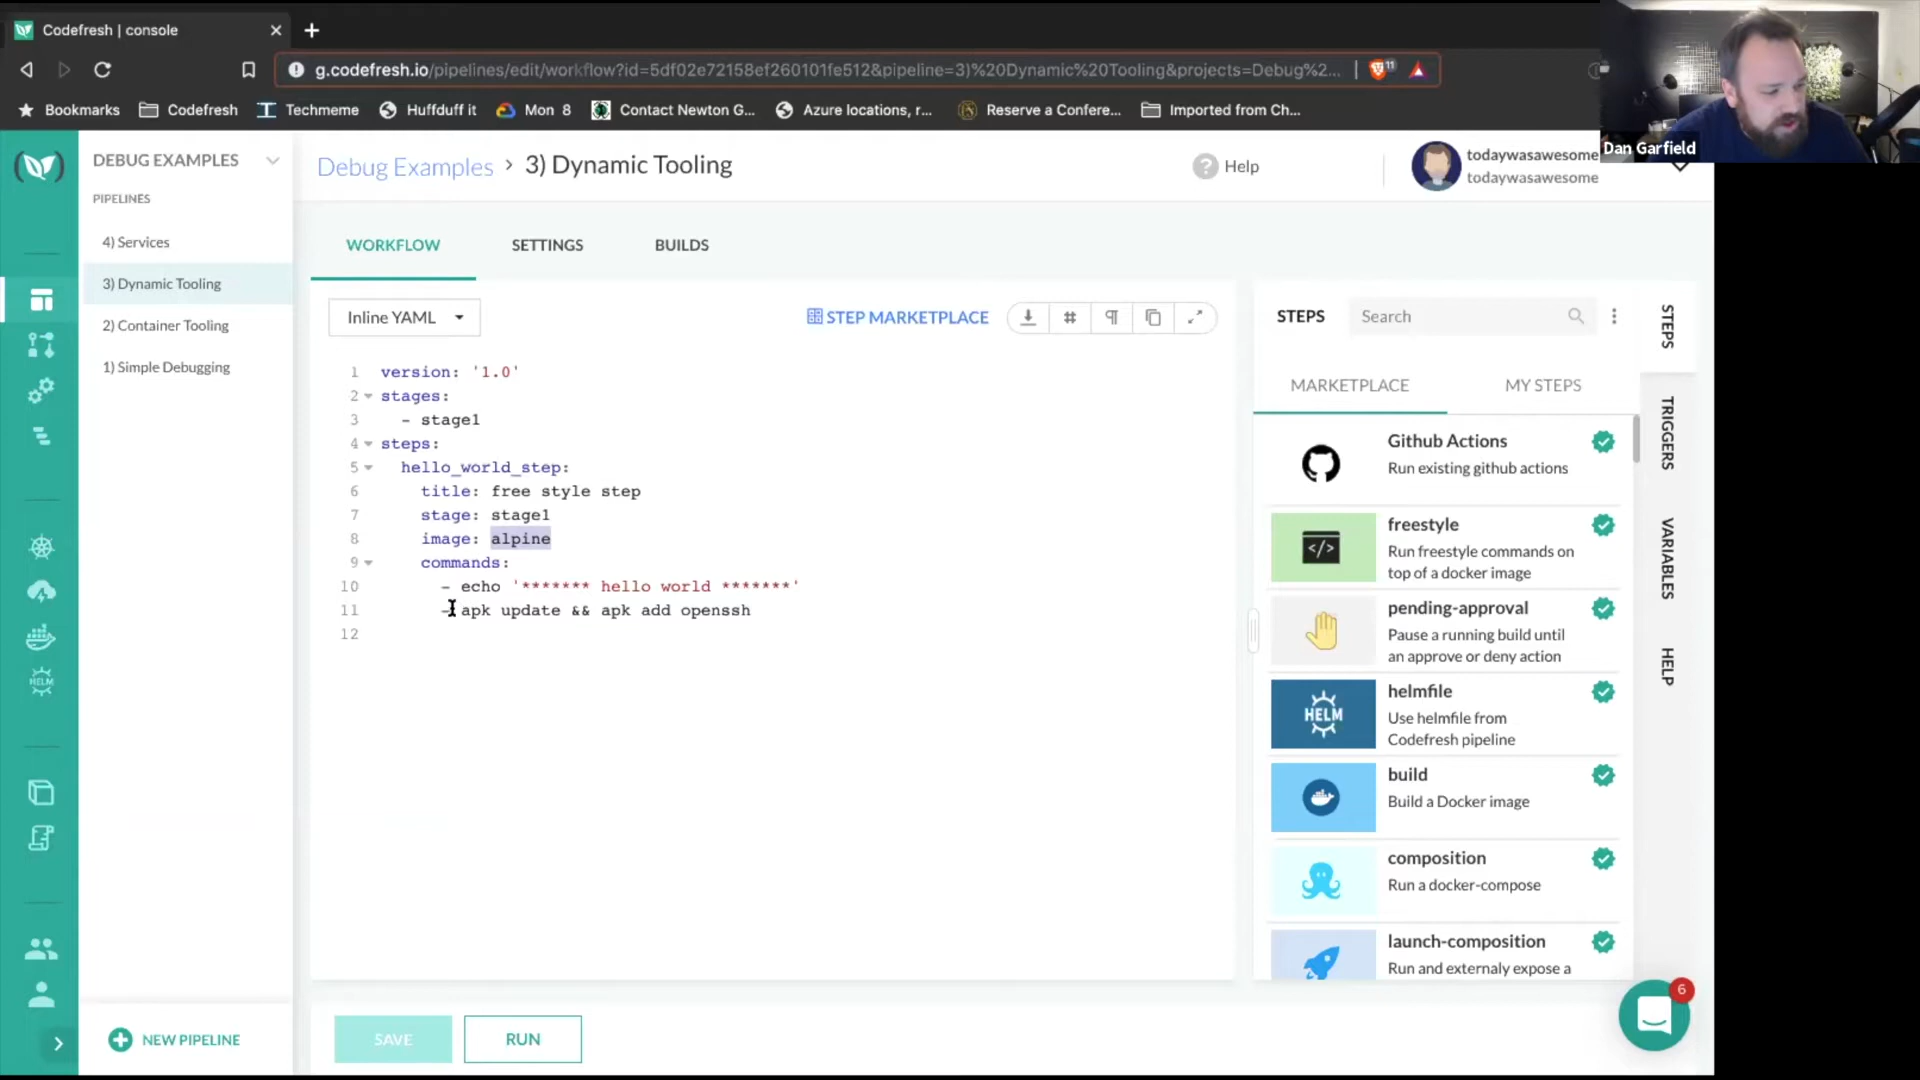 Codefresh | console
g.codefresh.io/pipelines/edit/workflow?id=5df02e72158ef260101fe512&pipeline=3)%20Dynamic%20Tooling&projects=Debug%2...
11
Bookmarks
Codefresh
Techmeme
Huffduff it
Mon 8
Contact Newton G...
Azure locations, r...
Reserve a Confere...
Imported from Ch...
Dan Garfield
DEBUG EXAMPLES
PIPELINES
4) Services
3) Dynamic Tooling
2) Container Tooling
1) Simple Debugging
NEW PIPELINE
HELM
Debug Examples > 3) Dynamic Tooling
? Help
todaywasawesome
todaywasawesome
WORKFLOW
SETTINGS
BUILDS
Inline YAML
STEP MARKETPLACE
1 version: '1.0'
2 stages:
3 - stage1
4 steps:
5 hello_world_step:
6 title: free style step
7 stage: stage1
8 image: alpine
9 commands:
10 - echo '******* hello world *******'
11 - apk update && apk add openssh
12
SAVE
RUN
STEPS
Search
MARKETPLACE
MY STEPS
Github Actions
Run existing github actions
freestyle
Run freestyle commands on
top of a docker image
pending-approval
Pause a running build until
an approve or deny action
HELM
helmfile
Use helmfile from
Codefresh pipeline
build
Build a Docker image
composition
Run a docker-compose
launch-composition
Run and externaly expose a
STEPS
TRIGGERS
VARIABLES
HELP
6